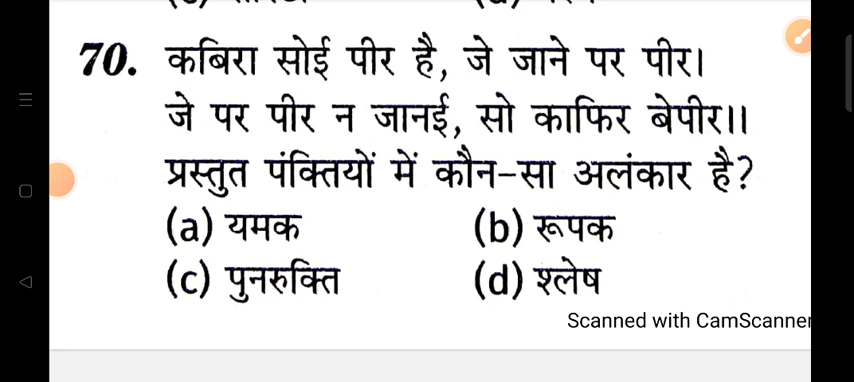 70. कबिरा सोई पीर है, जे जाने पर पीर।
जे पर पीर न जानई, सो काफिर बेपीर।।
प्रस्तुत पंक्तियों में कौन-सा अलंकार है?
(a) यमक (b) रूपक
(c) पुनरुक्ति (d) श्लेष
Scanned with CamScanner